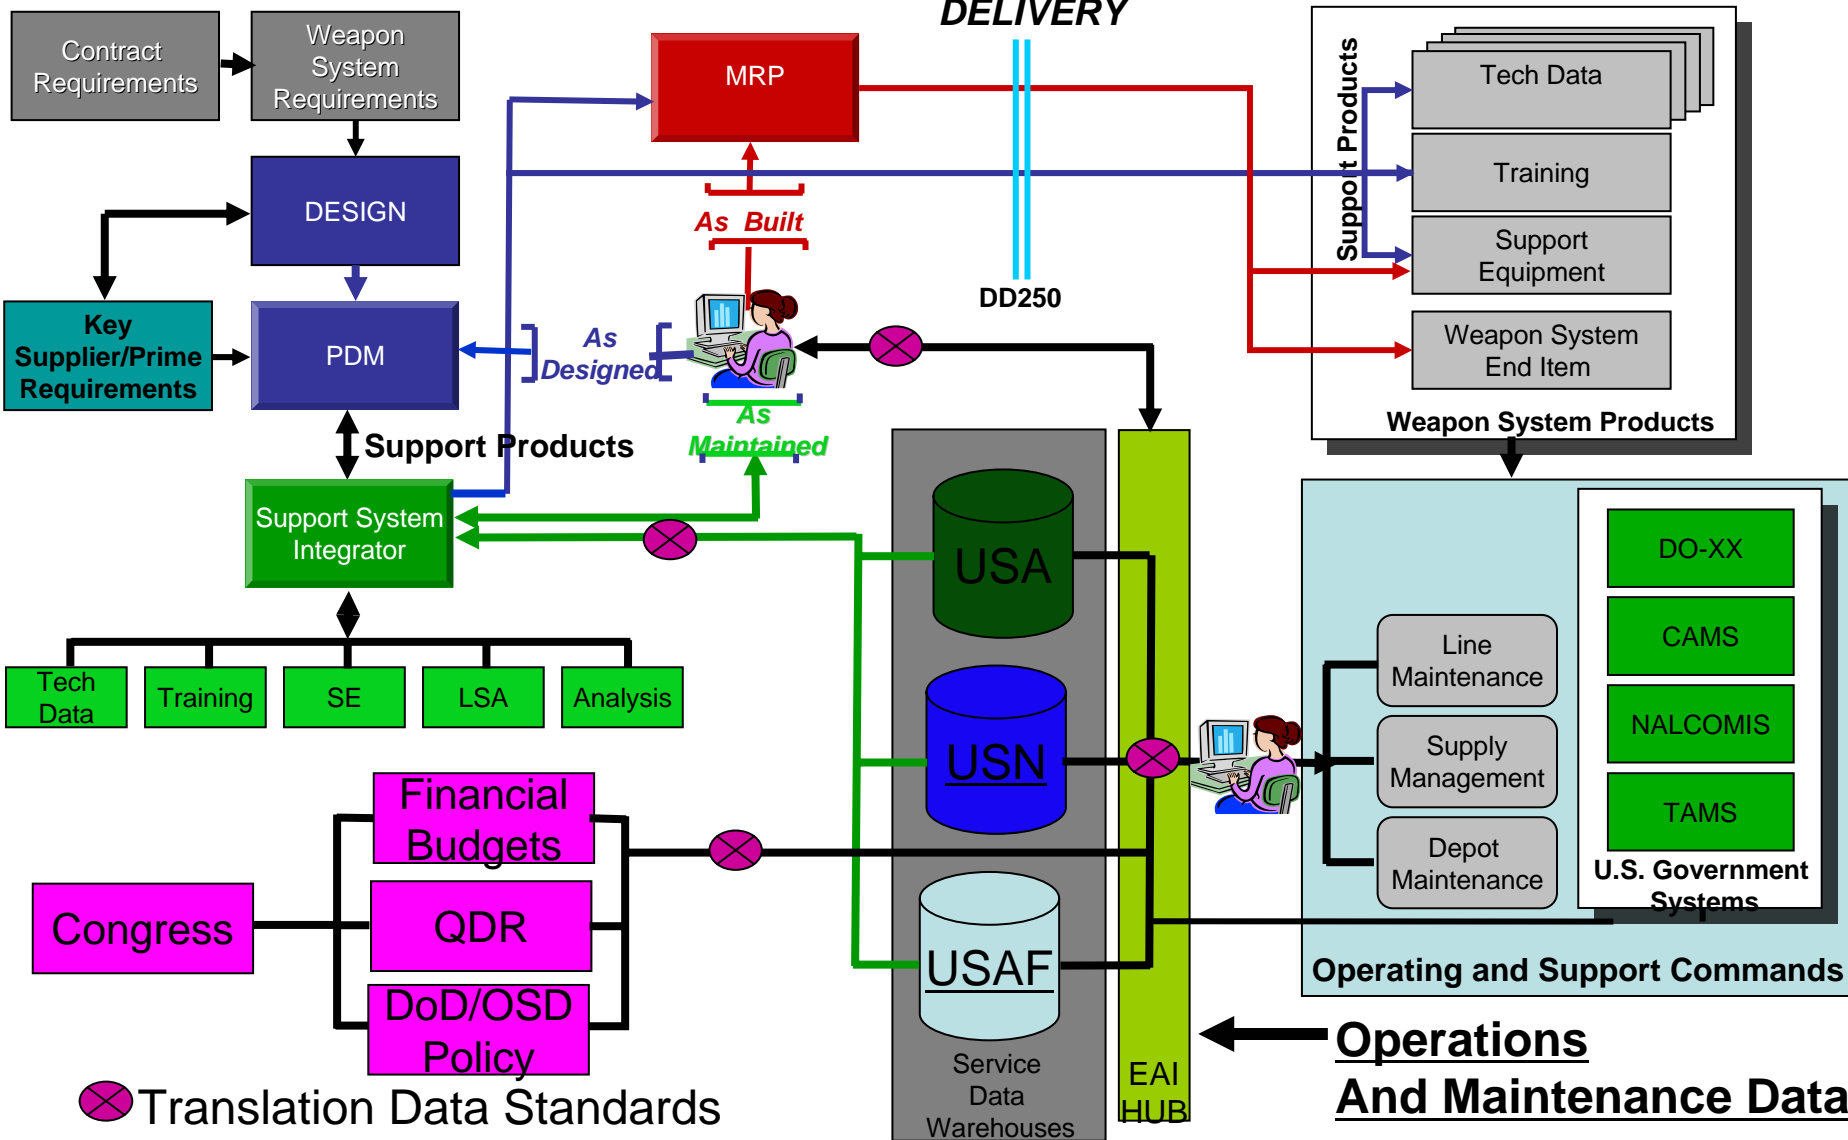 DELIVERY
Contract
Requirements
Weapon
System
Requirements
MRP
Support Products
Tech Data
Training
Support
Equipment
Weapon System
End Item
Weapon System Products
DESIGN
As Built
DD250
Key
Supplier/Prime
Requirements
PDM
As
Designed
As
Maintained
Support Products
Support System
Integrator
Tech
Data
Training
SE
LSA
Analysis
USA
USN
USAF
Service
Data
Warehouses
EAI
HUB
Line
Maintenance
Supply
Management
Depot
Maintenance
DO-XX
CAMS
NALCOMIS
TAMS
U.S. Government
Systems
Operating and Support Commands
Congress
Financial
Budgets
QDR
DoD/OSD
Policy
Operations
And Maintenance Data
Translation Data Standards